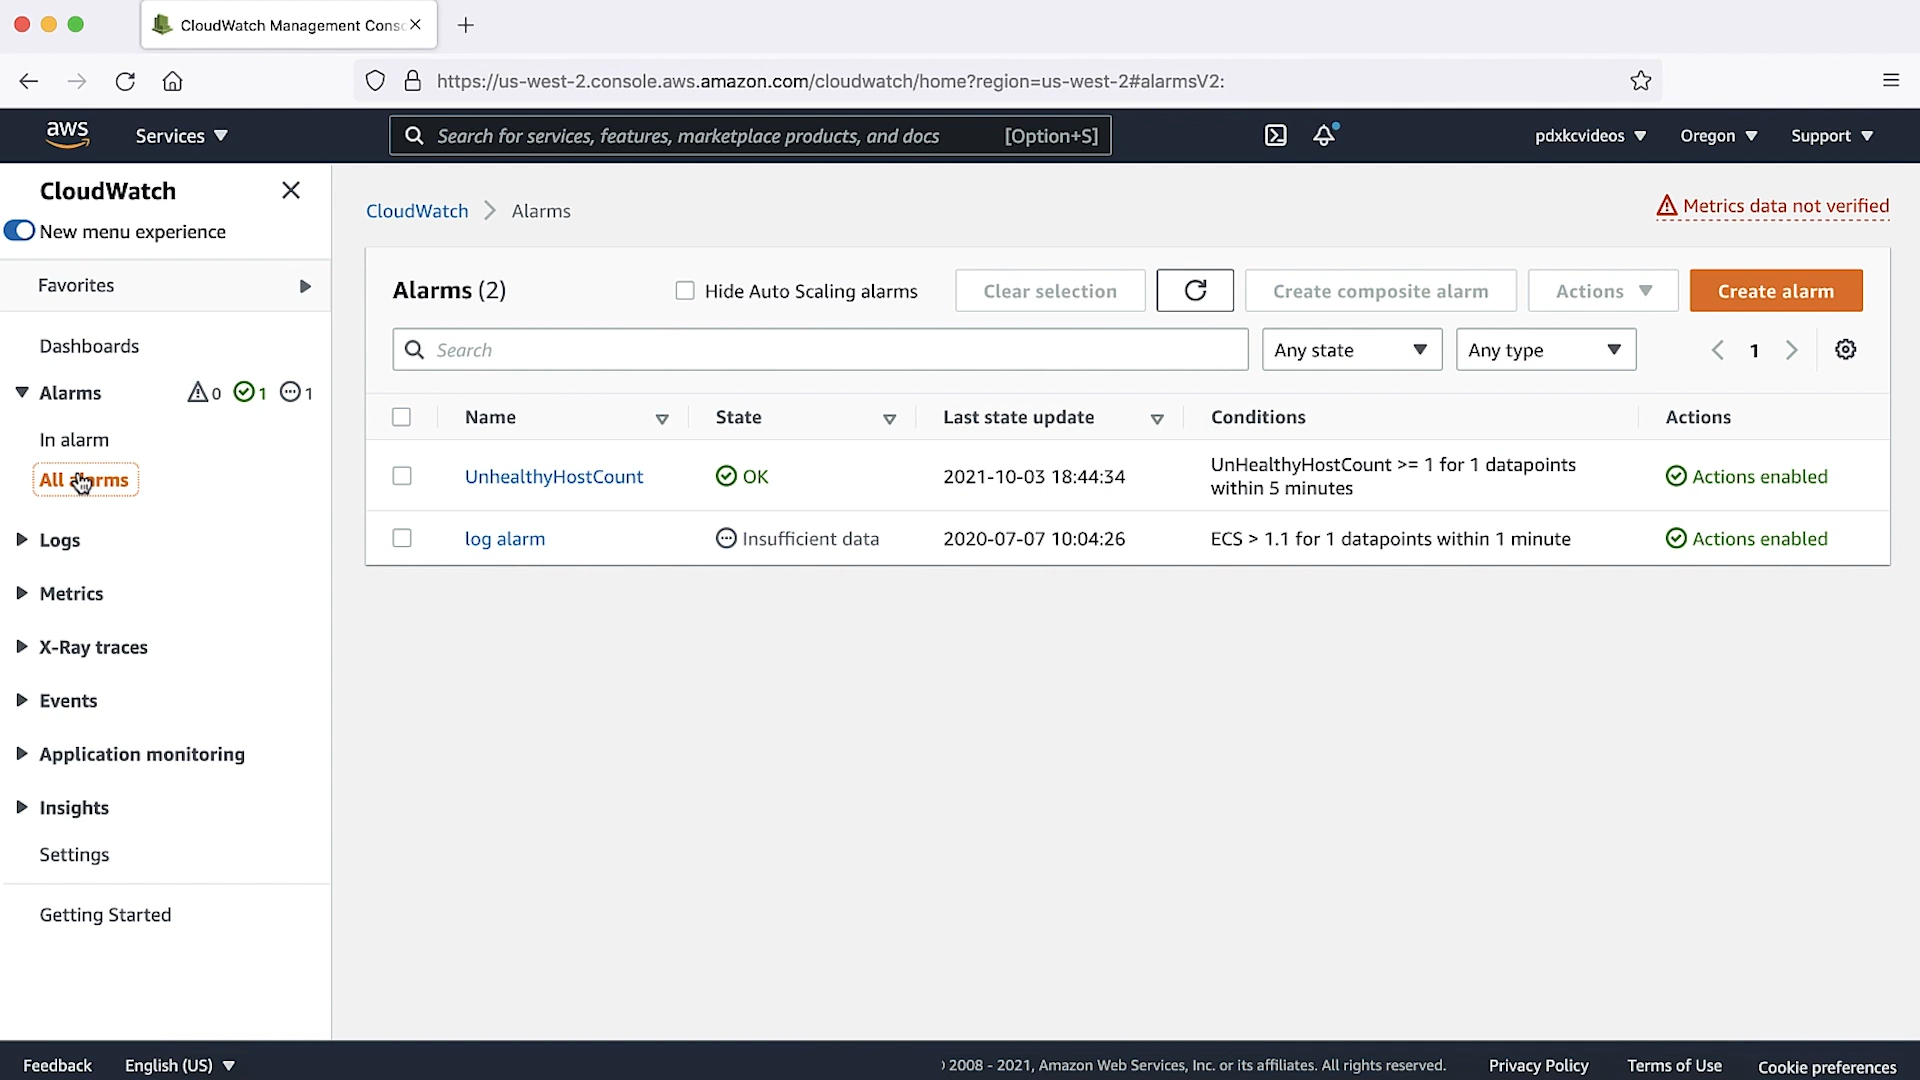 CloudWatch Management Conso
https://us-west-2.console.aws.amazon.com/cloudwatch/home?region=us-west-2#alarmsV2:
aws
Services
Search for services, features, marketplace products, and docs
[Option+S]
pdxkcvideos
Oregon
Support
CloudWatch
New menu experience
Favorites
Dashboards
Alarms 0 1 1
In alarm
All alarms
Logs
Metrics
X-Ray traces
Events
Application monitoring
Insights
Settings
Getting Started
CloudWatch > Alarms
Metrics data not verified
Alarms (2)
Hide Auto Scaling alarms
Clear selection
Create composite alarm
Actions
Create alarm
Search
Any state
Any type
1
Name State Last state update Conditions Actions
UnhealthyHostCount OK 2021-10-03 18:44:34 UnHealthyHostCount >= 1 for 1 datapoints
within 5 minutes Actions enabled
log alarm Insufficient data 2020-07-07 10:04:26 ECS > 1.1 for 1 datapoints within 1 minute Actions enabled
Feedback
English (US)
2008 - 2021, Amazon Web Services, Inc. or its affiliates. All rights reserved.
Privacy Policy
Terms of Use
Cookie preferences